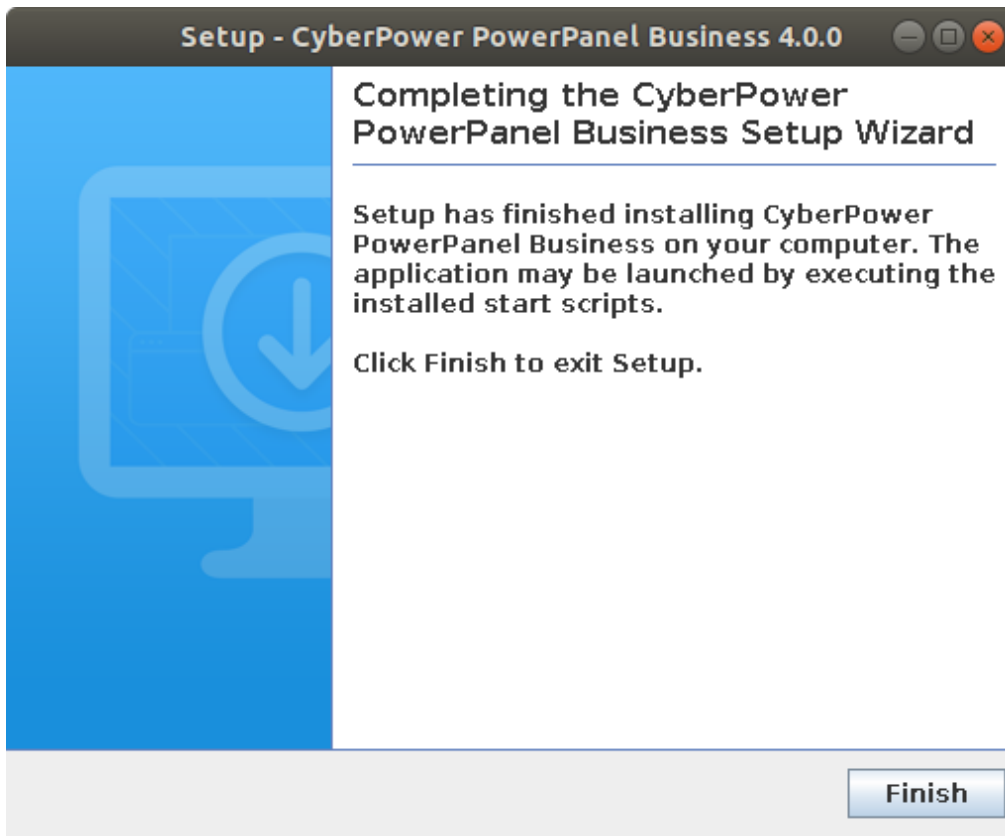 Setup - CyberPower PowerPanel Business 4.0.0
Completing the CyberPower
PowerPanel Business Setup Wizard
Setup has finished installing CyberPower
PowerPanel Business on your computer. The
application may be launched by executing the
installed start scripts.
Click Finish to exit Setup.
Finish